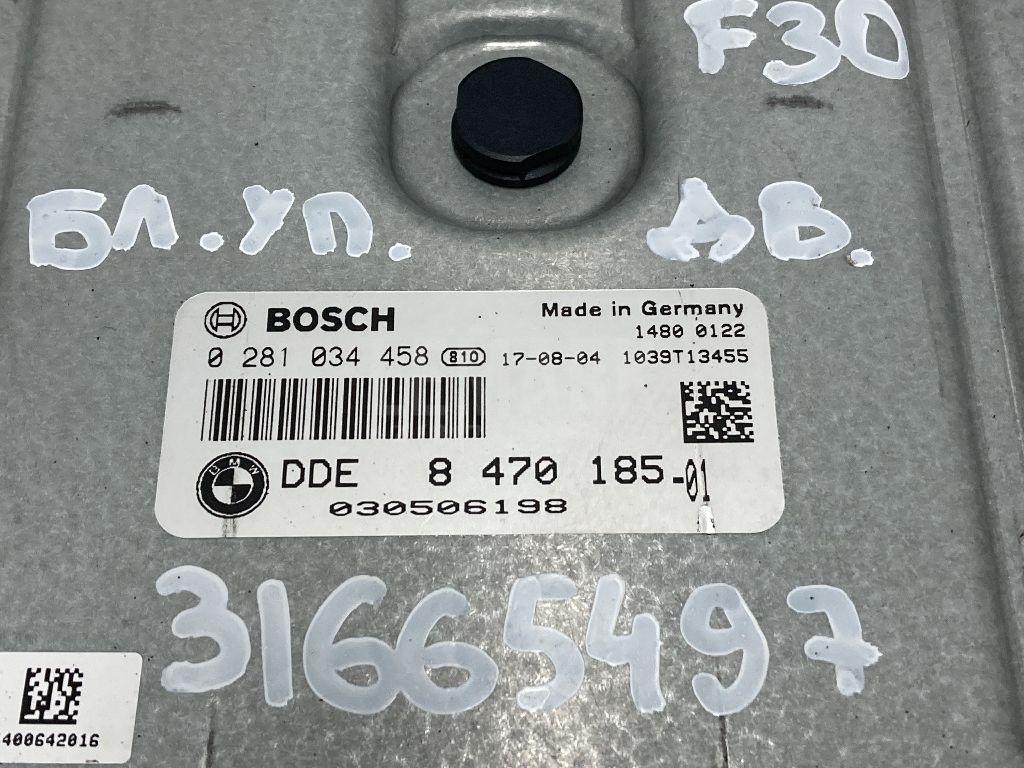 F30
БЛ.УП. ДВ.
BOSCH Made in Germany
1480 0122
0 281 034 458 810 17-08-04 1039T13455
BMW DDE 8 470 185-01
030506198
31665497
400642016